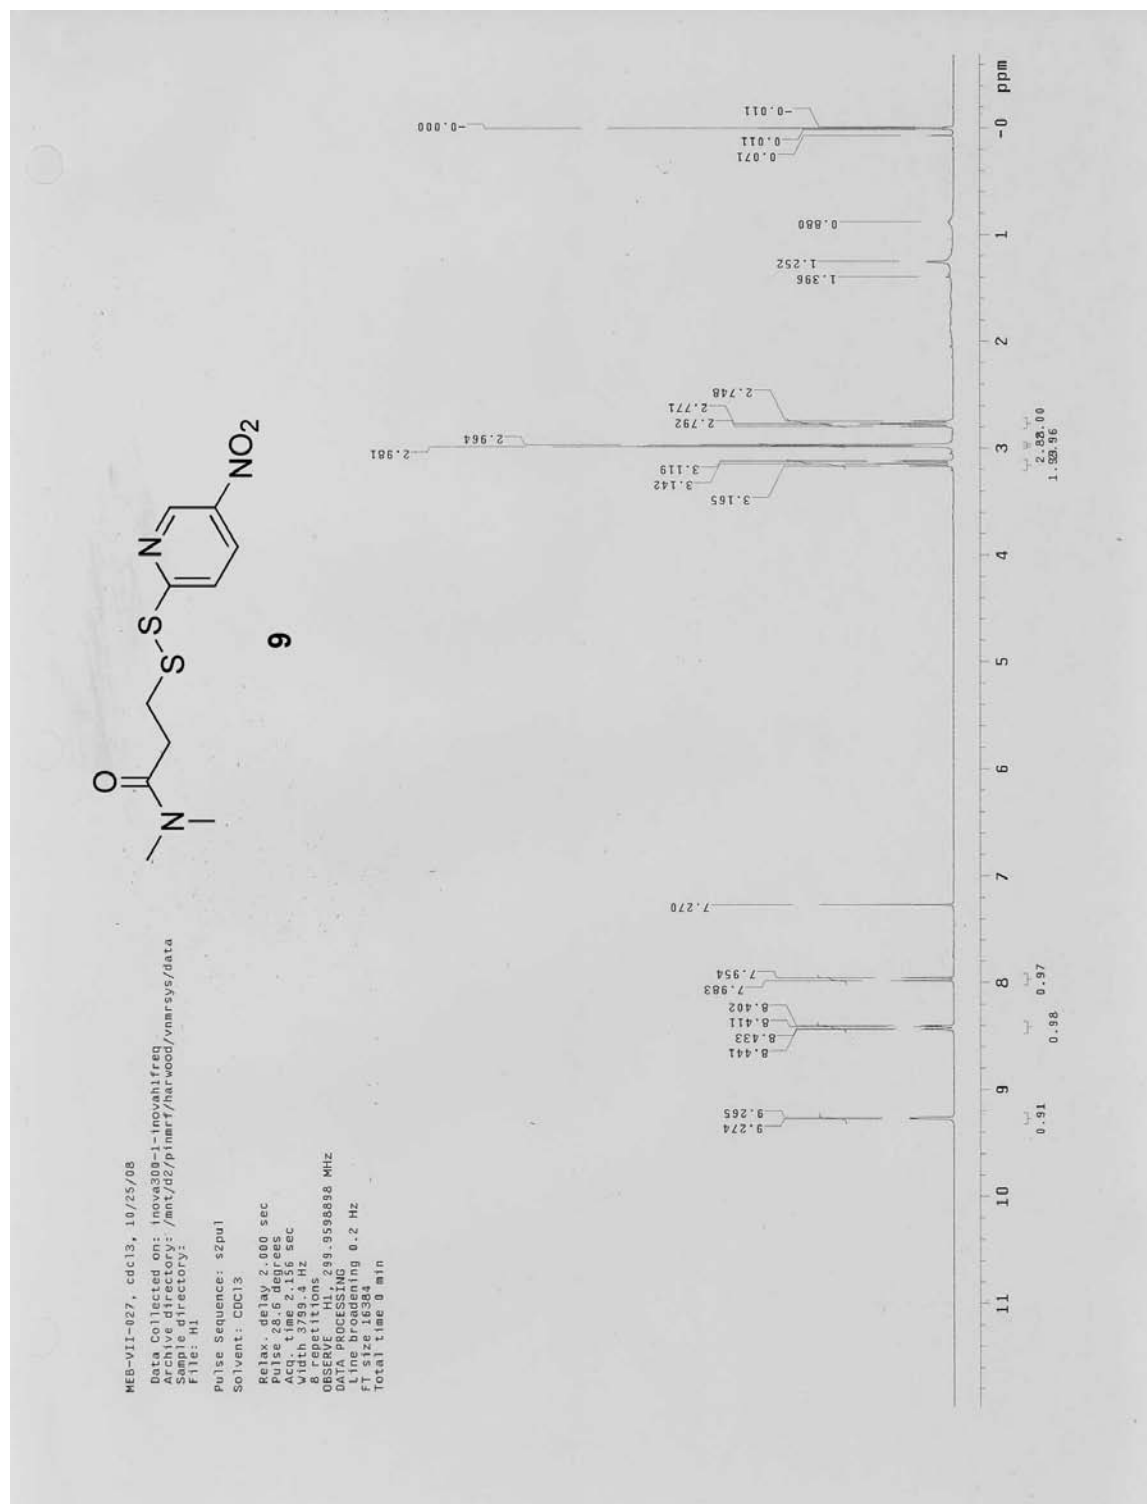 MEB-VII-027, cdcl3, 10/25/08
Data Collected on: inova300-1-inovah1freq
Archive directory: /mnt/d2/pinmrf/harwood/vnmrsys/data
Sample directory:
File: H1
Pulse Sequence: s2pul
Solvent: CDCl3
Relax. delay 2.000 sec
Pulse 28.6 degrees
Acq. time 2.156 sec
Width 3799.4 Hz
8 repetitions
OBSERVE H1, 299.9598898 MHz
DATA PROCESSING
Line broadening 0.2 Hz
FT size 16384
Total time 0 min
O
N
S
S
N
NO2
9
9.274
9.265
8.441
8.433
8.411
8.402
7.983
7.954
7.270
3.165
3.142
3.119
2.981
2.964
2.792
2.771
2.748
1.396
1.252
0.880
0.071
0.011
-0.000
-0.011
11 10 9 8 7 6 5 4 3 2 1 -0 ppm
0.91
0.98
0.97